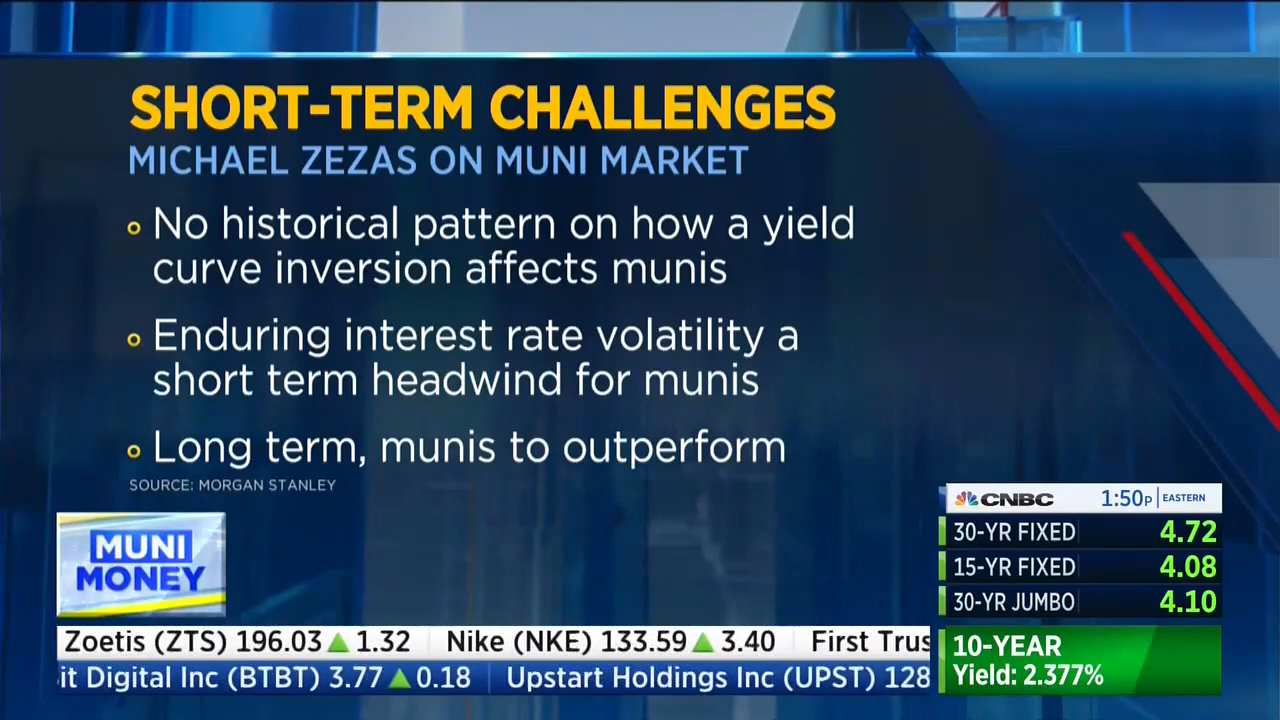 SHORT-TERM CHALLENGES
MICHAEL ZEZAS ON MUNI MARKET
No historical pattern on how a yield
curve inversion affects munis
Enduring interest rate volatility a
short term headwind for munis
Long term, munis to outperform
SOURCE: MORGAN STANLEY
MUNI
MONEY
CNBC 1:50P EASTERN
30-YR FIXED 4.72
15-YR FIXED 4.08
30-YR JUMBO 4.10
10-YEAR
Yield: 2.377%
Zoetis (ZTS) 196.03 ▲ 1.32 Nike (NKE) 133.59 ▲ 3.40 First Trus
it Digital Inc (BTBT) 3.77 ▲ 0.18 Upstart Holdings Inc (UPST) 128